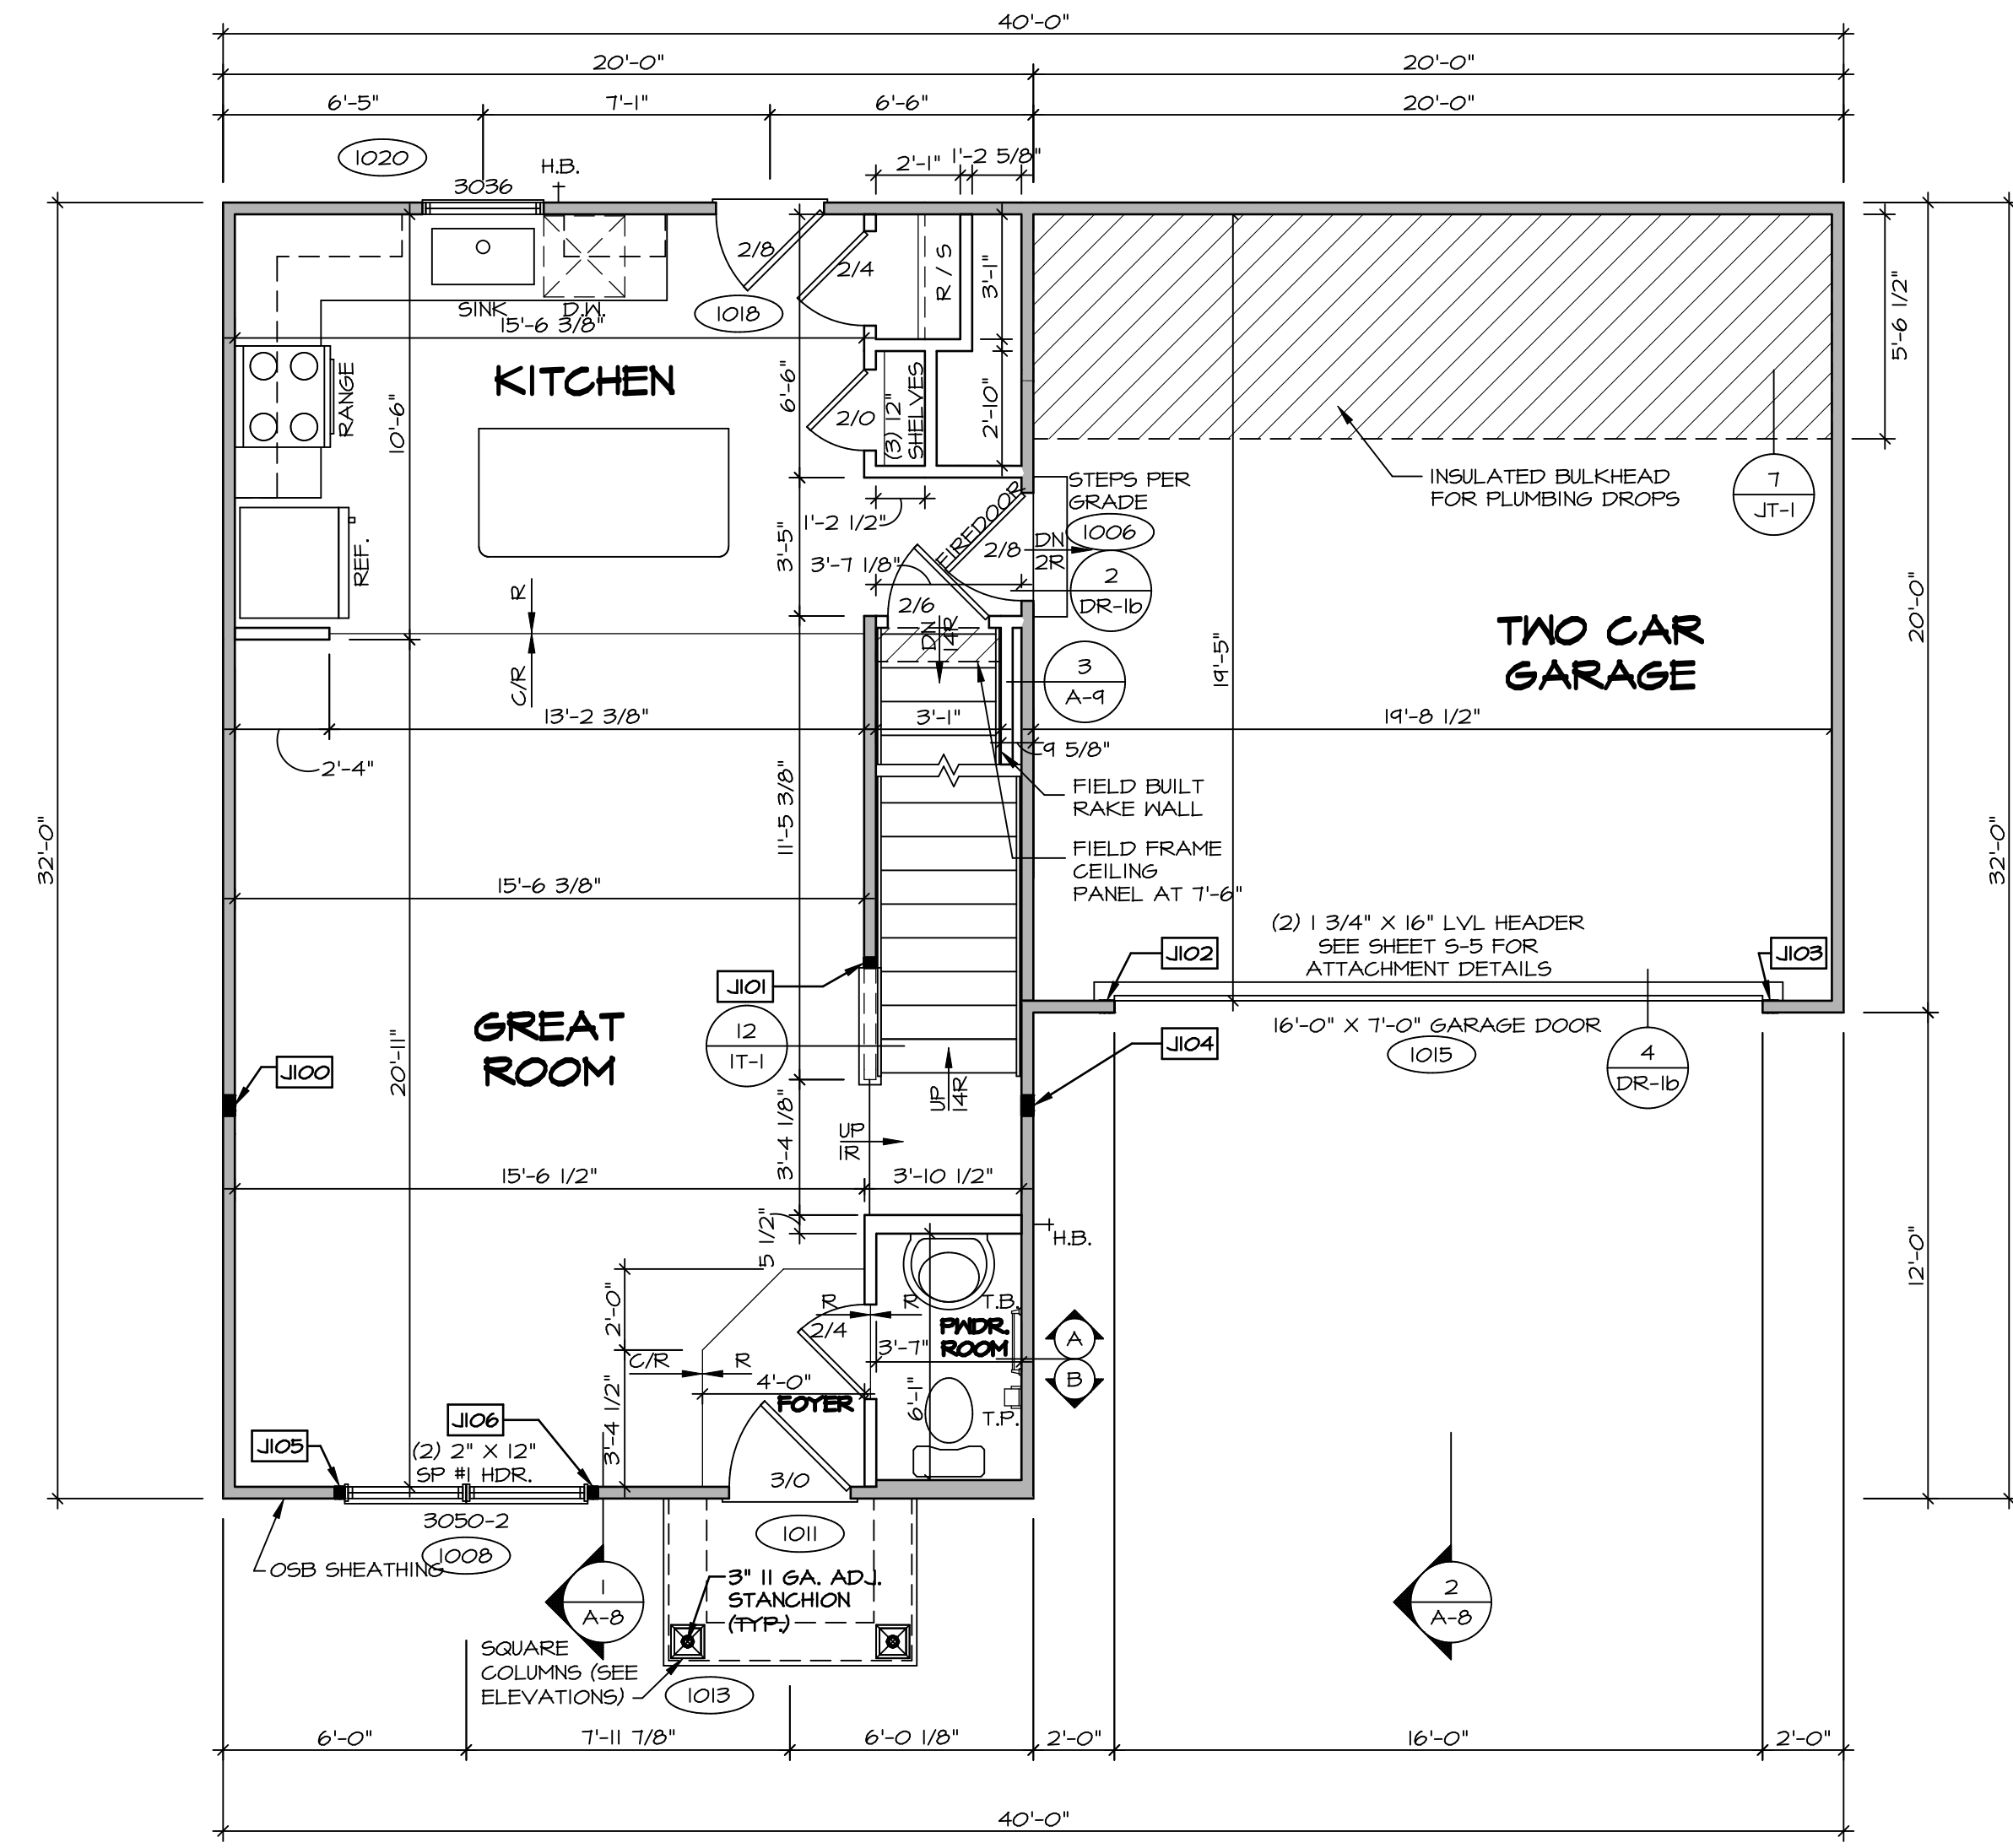 40'-0"
20'-0" 20'-0"
6'-5" 7'-1" 6'-6" 20'-0"
1020
H.B.
3036
2'-1" 1'-2 5/8"
2/8
2/4
R / S
3'-1"
5'-6 1/2"
SINK D.W.
1018
15'-6 3/8"
KITCHEN
RANGE
10'-6"
6'-6"
2/0
(3) 12"
SHELVES
2'-10"
STEPS PER
GRADE
1006
INSULATED BULKHEAD
FOR PLUMBING DROPS
7
JT-1
1'-2 1/2"
FIREDOOR
2/8
DN
2R
3'-5"
3'-7 1/8"
2
DR-1b
REF.
R
C/R
2/6
DN
14R
3
A-9
19'-5"
TWO CAR
GARAGE
20'-0"
13'-2 3/8" 3'-1" 19'-8 1/2"
9 5/8"
2'-4"
FIELD BUILT
RAKE WALL
11'-5 3/8"
32'-0"
32'-0"
FIELD FRAME
CEILING
PANEL AT 7'-6"
15'-6 3/8"
(2) 1 3/4" X 16" LVL HEADER
SEE SHEET S-5 FOR
ATTACHMENT DETAILS
J102
J103
J101
GREAT
ROOM
12
1T-1
16'-0" X 7'-0" GARAGE DOOR
1015
4
DR-1b
J104
J100
20'-11"
UP
14R
3'-4 1/8"
UP
1R
15'-6 1/2" 3'-10 1/2"
5 1/2"
H.B.
12'-0"
2'-0"
R R
2/4
T.B.
PWDR.
ROOM
3'-7"
A
B
C/R R
4'-0"
FOYER
6'-1"
T.P.
3'-4 1/2"
J106
J105
(2) 2" X 12"
SP #1 HDR.
3/0
3050-2
1008
OSB SHEATHING
1011
3" 11 GA. ADJ.
STANCHION
(TYP.)
1
A-8
2
A-8
SQUARE
COLUMNS (SEE
ELEVATIONS)
1013
6'-0" 7'-11 7/8" 6'-0 1/8" 2'-0" 16'-0" 2'-0"
40'-0"